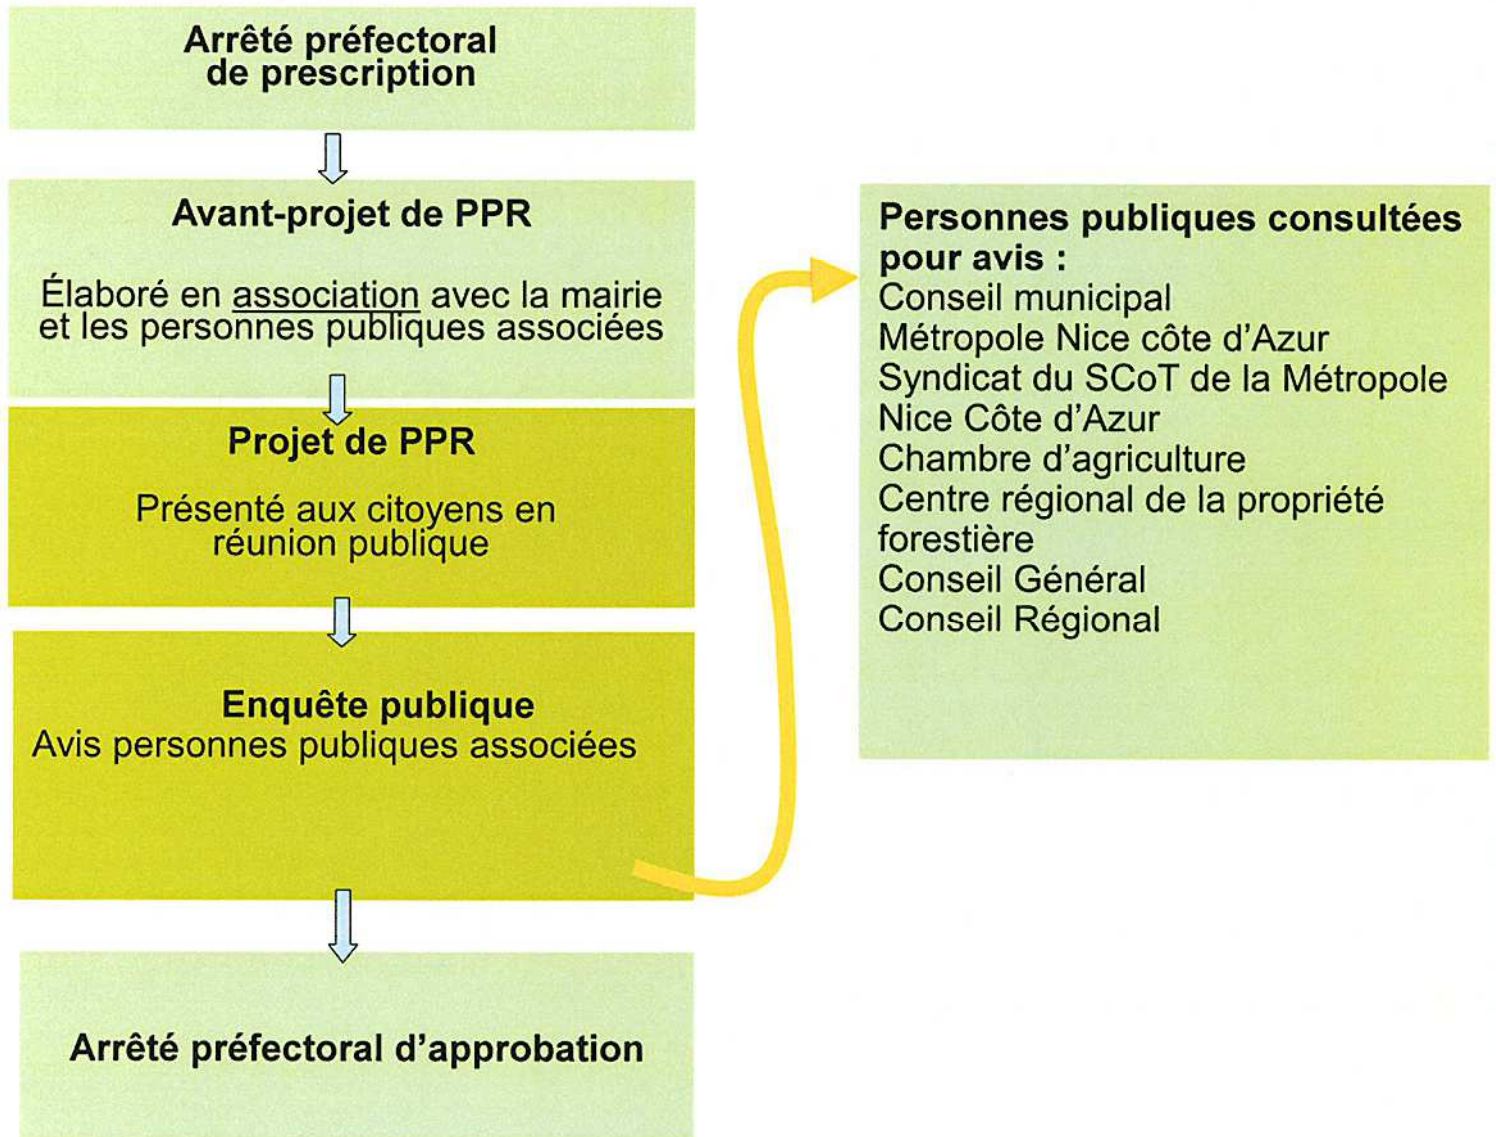 Arrêté préfectoral
de prescription
Avant-projet de PPR
Élaboré en association avec la mairie
et les personnes publiques associées
Projet de PPR
Présenté aux citoyens en
réunion publique
Enquête publique
Avis personnes publiques associées
Arrêté préfectoral d'approbation
Personnes publiques consultées
pour avis :
Conseil municipal
Métropole Nice côte d'Azur
Syndicat du SCoT de la Métropole
Nice Côte d'Azur
Chambre d'agriculture
Centre régional de la propriété
forestière
Conseil Général
Conseil Régional